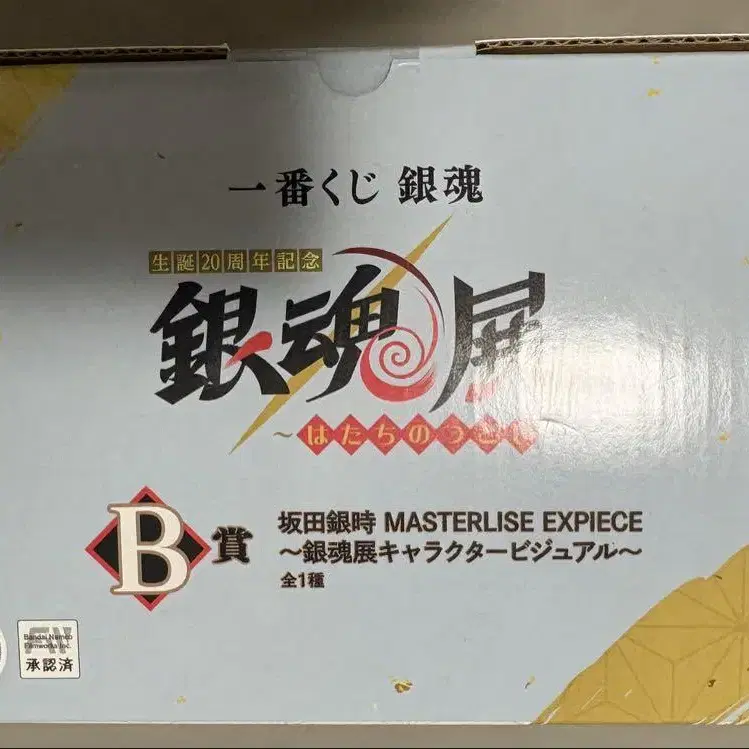 一番くじ 銀魂
生誕20周年記念
銀魂展
～はたちのつどい
B賞
坂田銀時 MASTERLISE EXPIECE
～銀魂展キャラクタービジュアル～
全1種
Bandai Namco
Filmworks Inc.
承認済